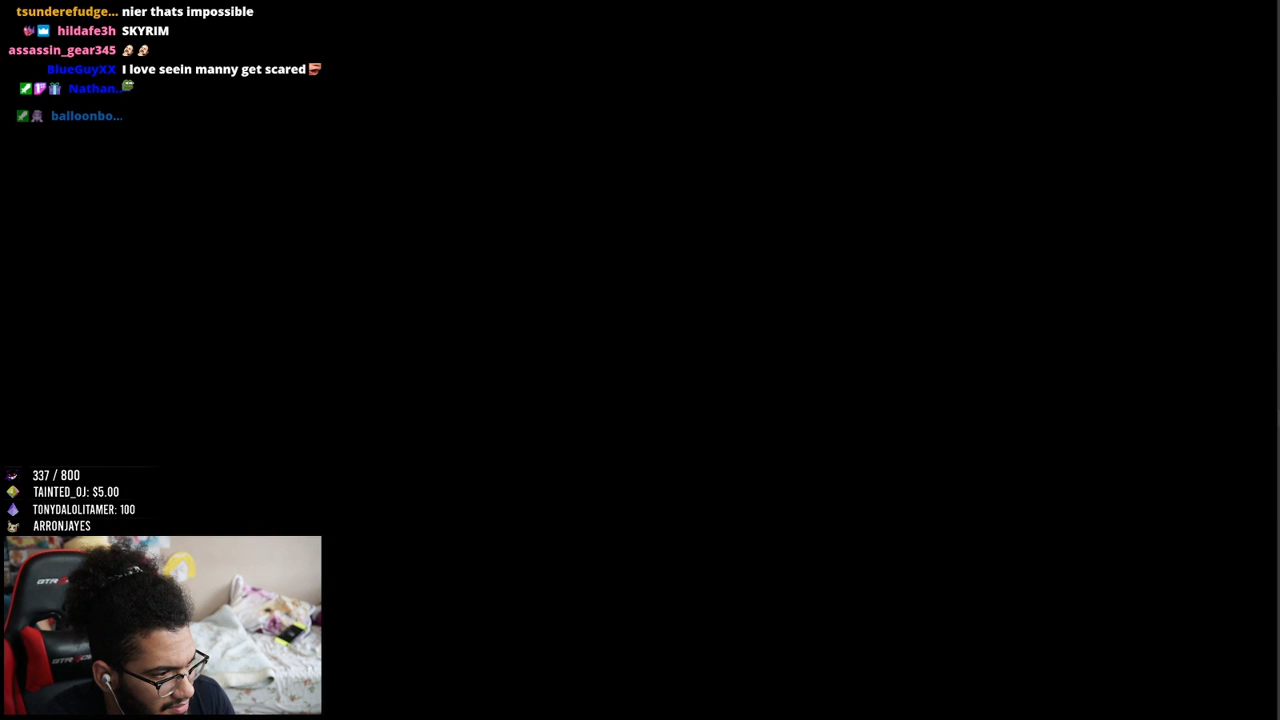 tsunderefudge... nier thats impossible
hildafe3h SKYRIM
assassin_gear345
BlueGuyXX I love seein manny get scared
Nathan..
balloonbo...
337 / 800
TAINTED_OJ: $5.00
TONYDALOLITAMER: 100
ARRONJAYES